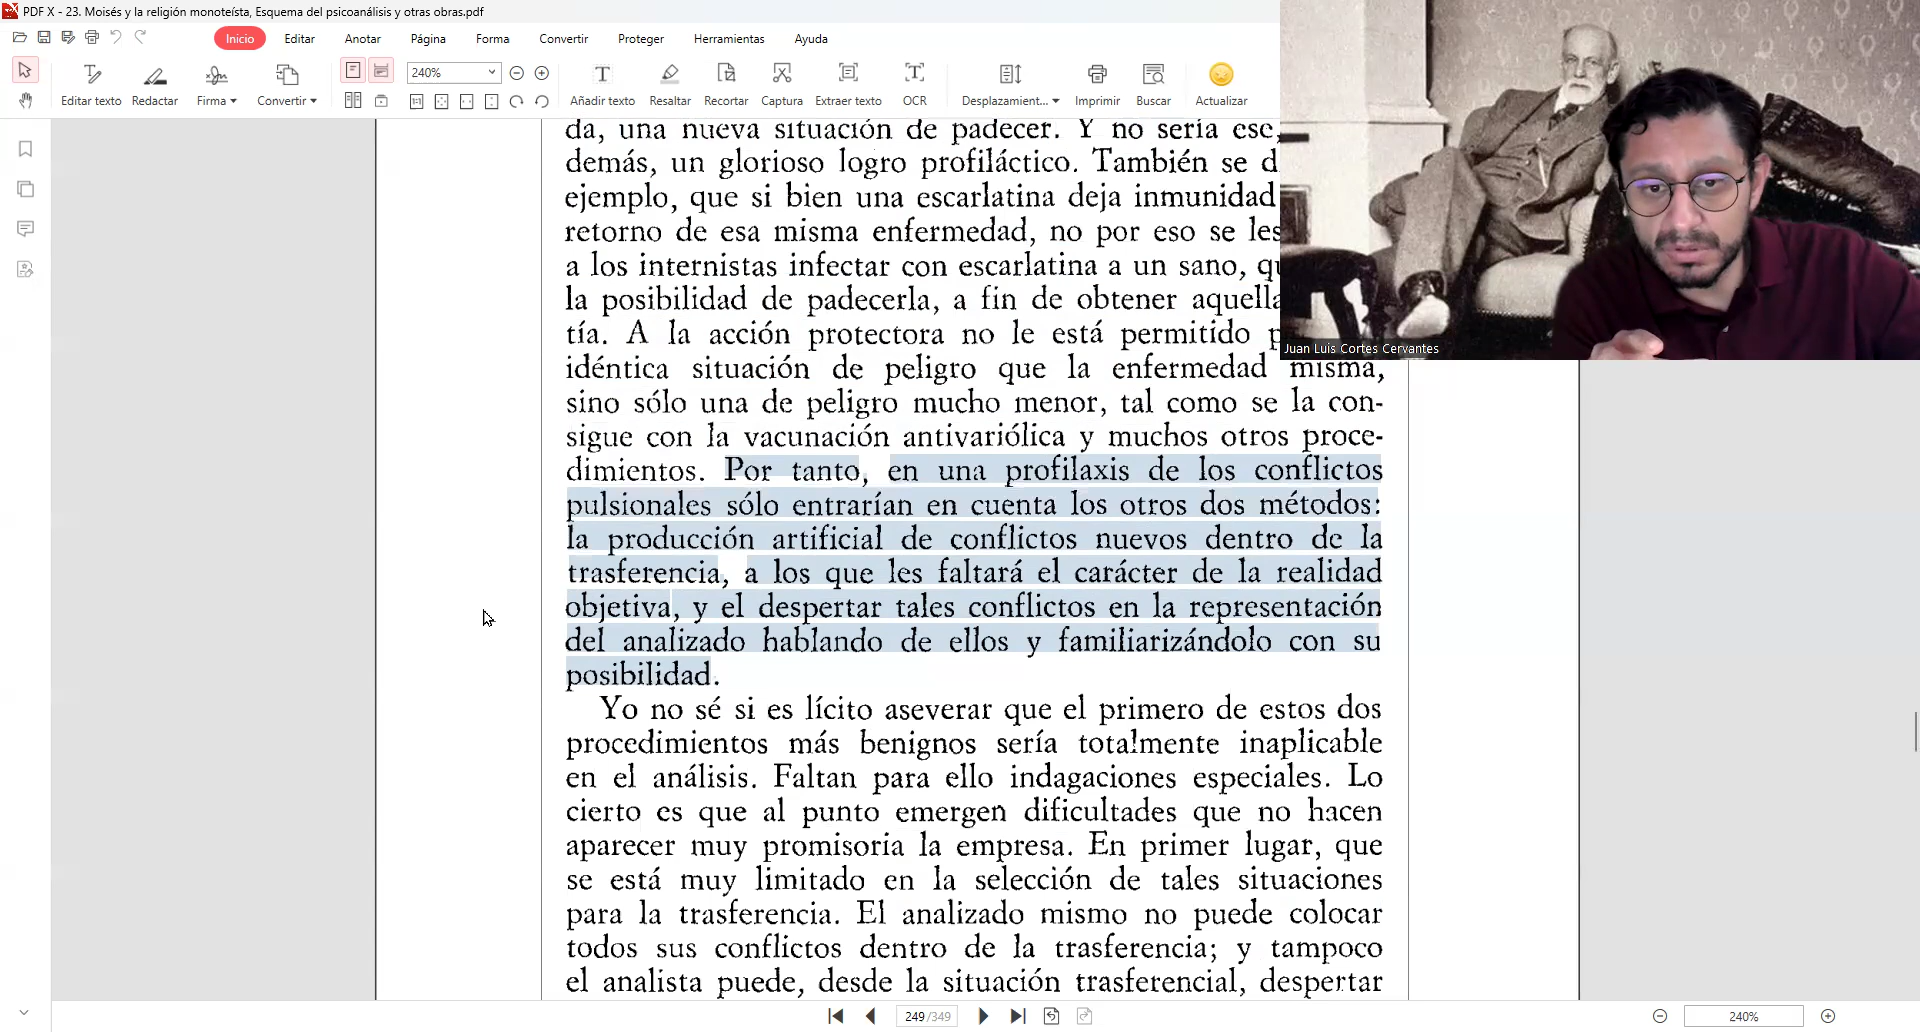 PDF X - 23. Moisés y la religión monoteísta, Esquema del psicoanálisis y otras obras.pdf
Inicio Editar Anotar Página Forma Convertir Proteger Herramientas Ayuda
240%
Editar texto Redactar Firma Convertir Añadir texto Resaltar Recortar Captura Extraer texto OCR Desplazamient... Imprimir Buscar Actualizar
da, una nueva situación de padecer. Y no sería ese,
demás, un glorioso logro profiláctico. También se d
ejemplo, que si bien una escarlatina deja inmunidad
retorno de esa misma enfermedad, no por eso se les
a los internistas infectar con escarlatina a un sano, qu
la posibilidad de padecerla, a fin de obtener aquella
tía. A la acción protectora no le está permitido p
idéntica situación de peligro que la enfermedad misma,
sino sólo una de peligro mucho menor, tal como se la con-
sigue con la vacunación antivariólica y muchos otros proce-
dimientos. Por tanto, en una profilaxis de los conflictos
pulsionales sólo entrarían en cuenta los otros dos métodos:
la producción artificial de conflictos nuevos dentro de la
trasferencia, a los que les faltará el carácter de la realidad
objetiva, y el despertar tales conflictos en la representación
del analizado hablando de ellos y familiarizándolo con su
posibilidad.
Yo no sé si es lícito aseverar que el primero de estos dos
procedimientos más benignos sería totalmente inaplicable
en el análisis. Faltan para ello indagaciones especiales. Lo
cierto es que al punto emergen dificultades que no hacen
aparecer muy promisoria la empresa. En primer lugar, que
se está muy limitado en la selección de tales situaciones
para la trasferencia. El analizado mismo no puede colocar
todos sus conflictos dentro de la trasferencia; y tampoco
el analista puede, desde la situación trasferencial, despertar
Juan Luis Cortes Cervantes
249/349
240%